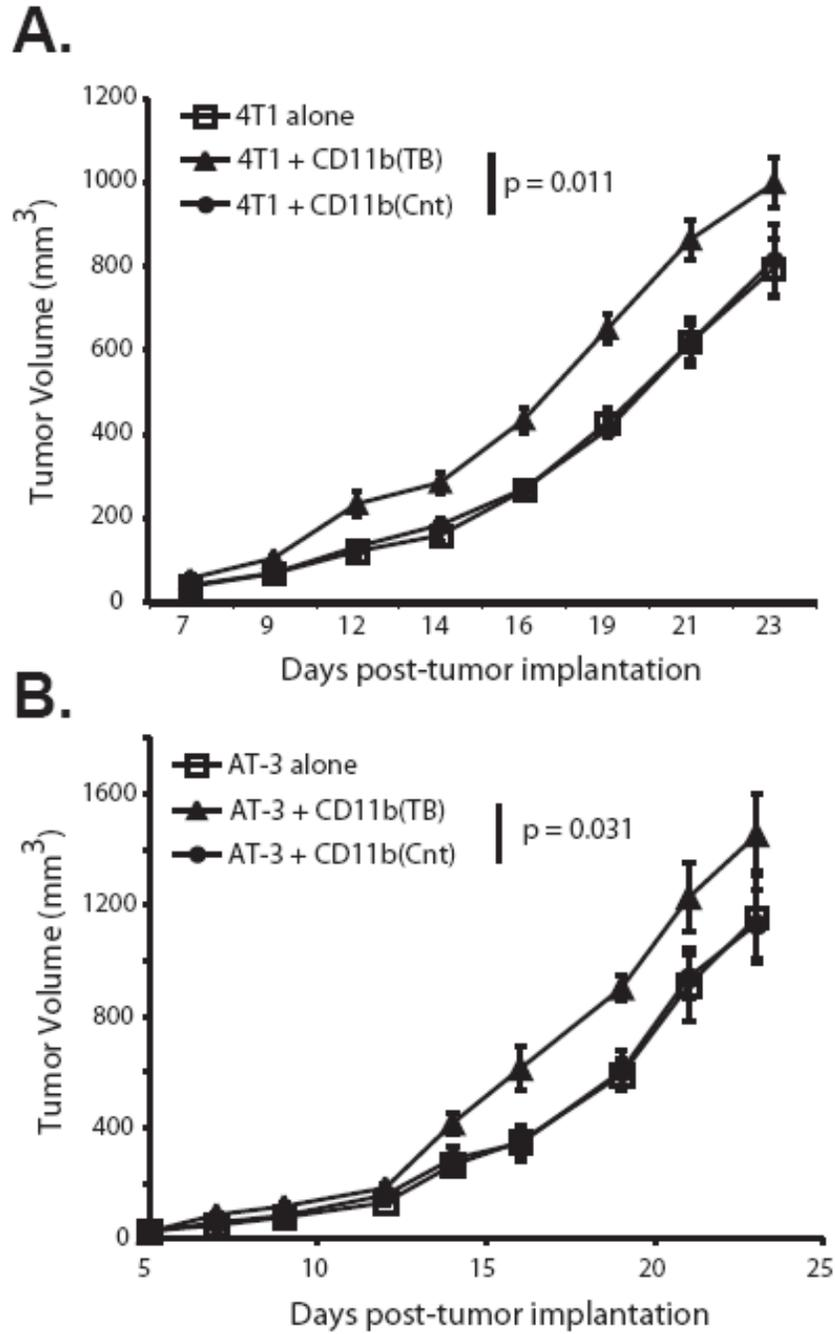 A.
1200
1000
800
600
400
200
0
Tumor Volume (mm3)
4T1 alone
4T1 + CD11b(TB)
4T1 + CD11b(Cnt)
p = 0.011
7 9 12 14 16 19 21 23
Days post-tumor implantation
B.
1600
1200
800
400
0
Tumor Volume (mm3)
AT-3 alone
AT-3 + CD11b(TB)
AT-3 + CD11b(Cnt)
p = 0.031
5 10 15 20 25
Days post-tumor implantation